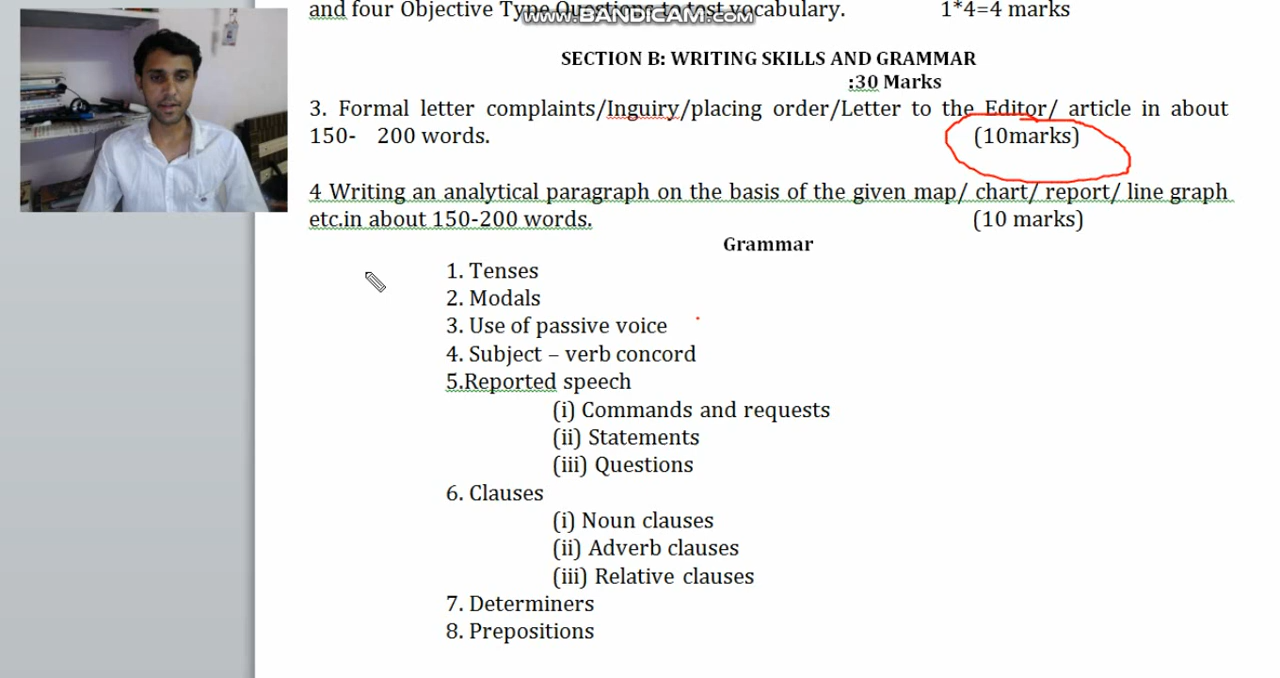 and four Objective Type Questions to test vocabulary. 1*4=4 marks
www.BANDICAM.com
SECTION B: WRITING SKILLS AND GRAMMAR
:30 Marks
3. Formal letter complaints/Inguiry/placing order/Letter to the Editor/ article in about
150- 200 words. (10marks)
4 Writing an analytical paragraph on the basis of the given map/ chart/ report/ line graph
etc.in about 150-200 words. (10 marks)
Grammar
1. Tenses
2. Modals
3. Use of passive voice
4. Subject – verb concord
5.Reported speech
(i) Commands and requests
(ii) Statements
(iii) Questions
6. Clauses
(i) Noun clauses
(ii) Adverb clauses
(iii) Relative clauses
7. Determiners
8. Prepositions